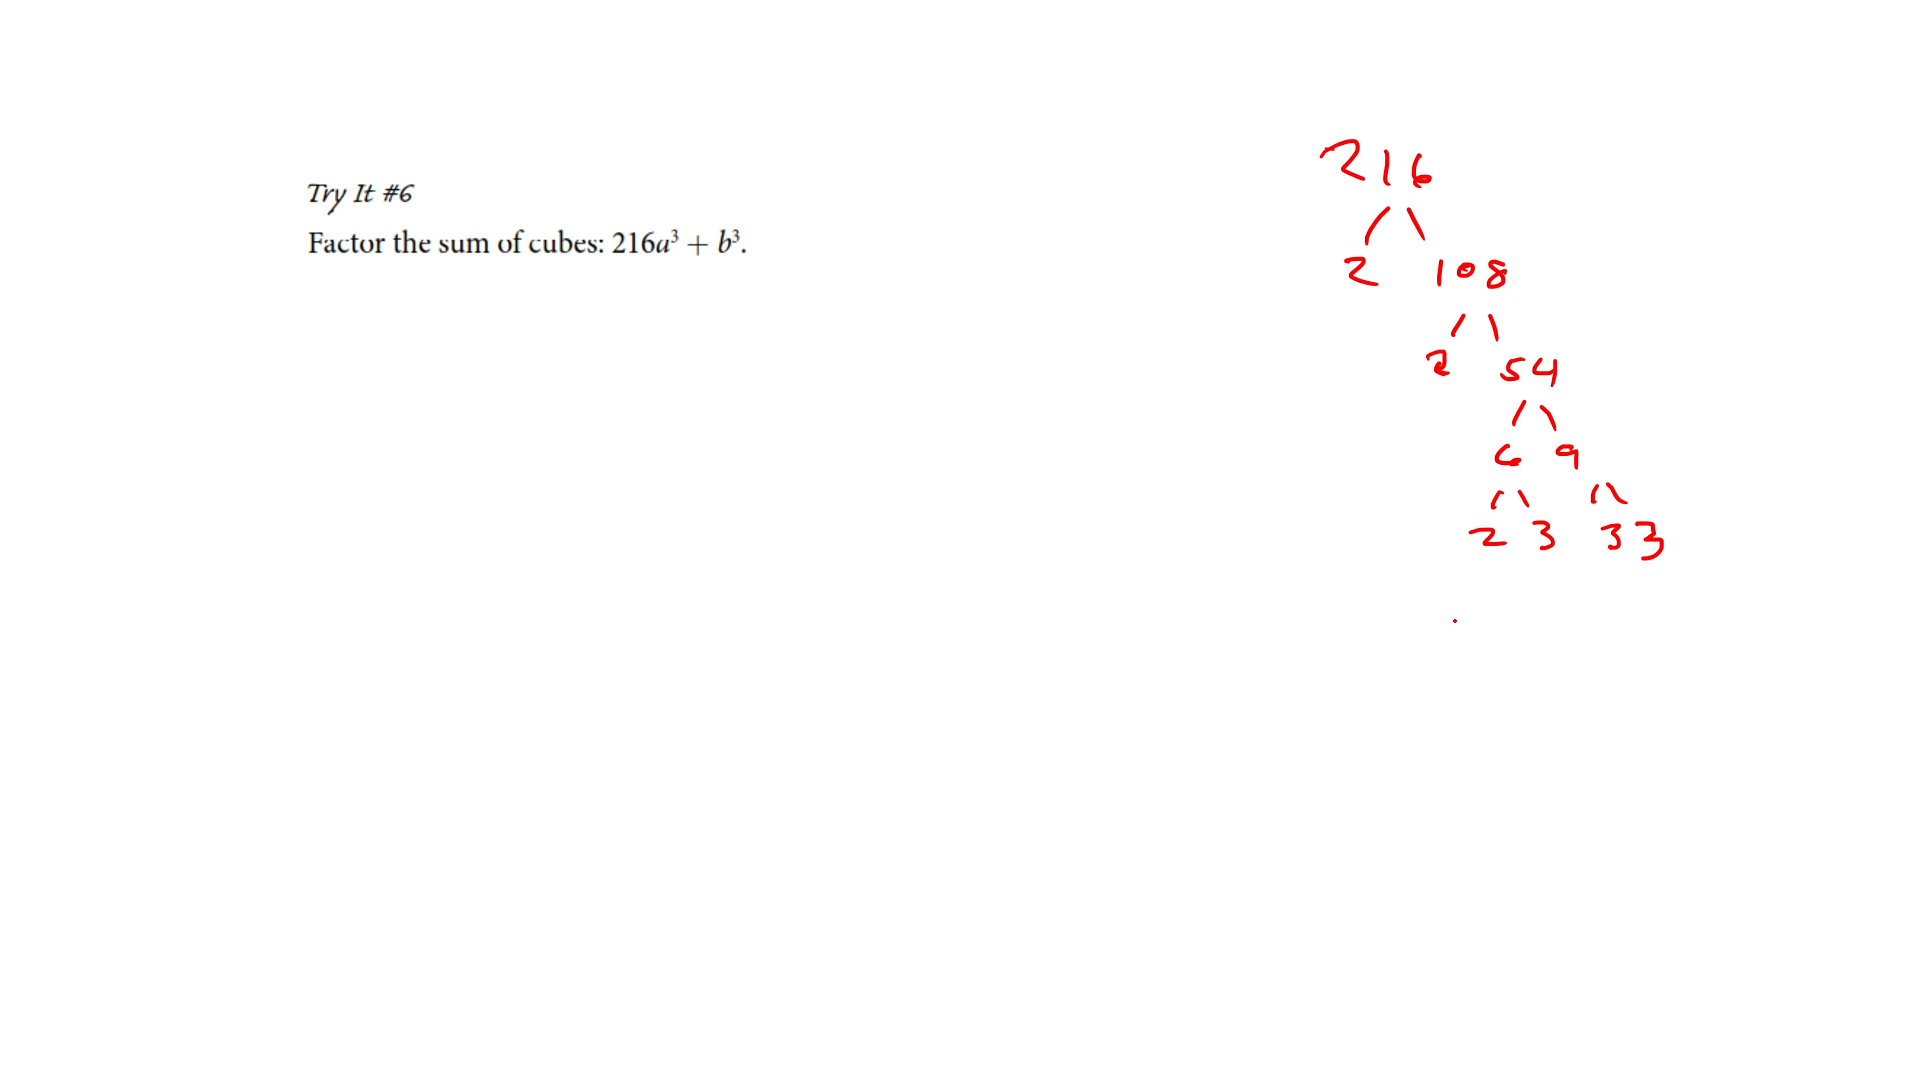 Try It #6
Factor the sum of cubes: 216a³ + b³.
216
2 108
2 54
6 9
2 3 3 3